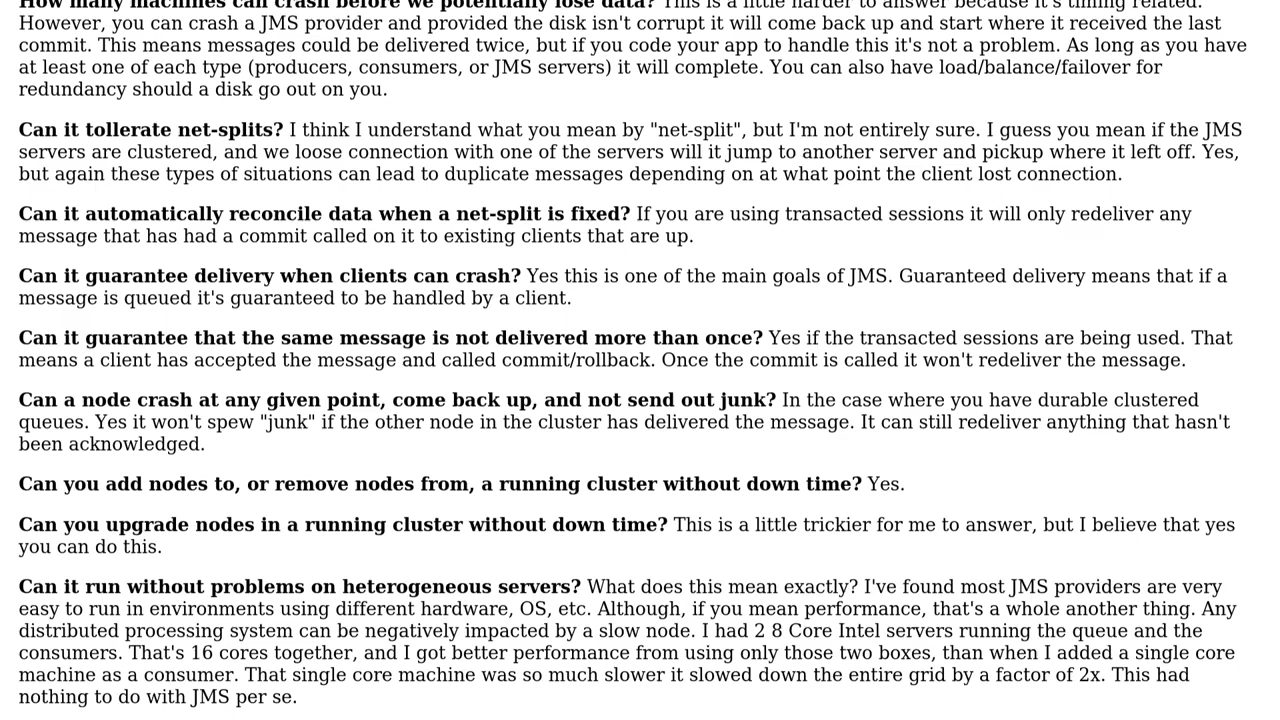 How many machines can crash before we potentially lose data? This is a little harder to answer because it's timing related.
However, you can crash a JMS provider and provided the disk isn't corrupt it will come back up and start where it received the last
commit. This means messages could be delivered twice, but if you code your app to handle this it's not a problem. As long as you have
at least one of each type (producers, consumers, or JMS servers) it will complete. You can also have load/balance/failover for
redundancy should a disk go out on you.
Can it tollerate net-splits? I think I understand what you mean by "net-split", but I'm not entirely sure. I guess you mean if the JMS
servers are clustered, and we loose connection with one of the servers will it jump to another server and pickup where it left off. Yes,
but again these types of situations can lead to duplicate messages depending on at what point the client lost connection.
Can it automatically reconcile data when a net-split is fixed? If you are using transacted sessions it will only redeliver any
message that has had a commit called on it to existing clients that are up.
Can it guarantee delivery when clients can crash? Yes this is one of the main goals of JMS. Guaranteed delivery means that if a
message is queued it's guaranteed to be handled by a client.
Can it guarantee that the same message is not delivered more than once? Yes if the transacted sessions are being used. That
means a client has accepted the message and called commit/rollback. Once the commit is called it won't redeliver the message.
Can a node crash at any given point, come back up, and not send out junk? In the case where you have durable clustered
queues. Yes it won't spew "junk" if the other node in the cluster has delivered the message. It can still redeliver anything that hasn't
been acknowledged.
Can you add nodes to, or remove nodes from, a running cluster without down time? Yes.
Can you upgrade nodes in a running cluster without down time? This is a little trickier for me to answer, but I believe that yes
you can do this.
Can it run without problems on heterogeneous servers? What does this mean exactly? I've found most JMS providers are very
easy to run in environments using different hardware, OS, etc. Although, if you mean performance, that's a whole another thing. Any
distributed processing system can be negatively impacted by a slow node. I had 2 8 Core Intel servers running the queue and the
consumers. That's 16 cores together, and I got better performance from using only those two boxes, than when I added a single core
machine as a consumer. That single core machine was so much slower it slowed down the entire grid by a factor of 2x. This had
nothing to do with JMS per se.